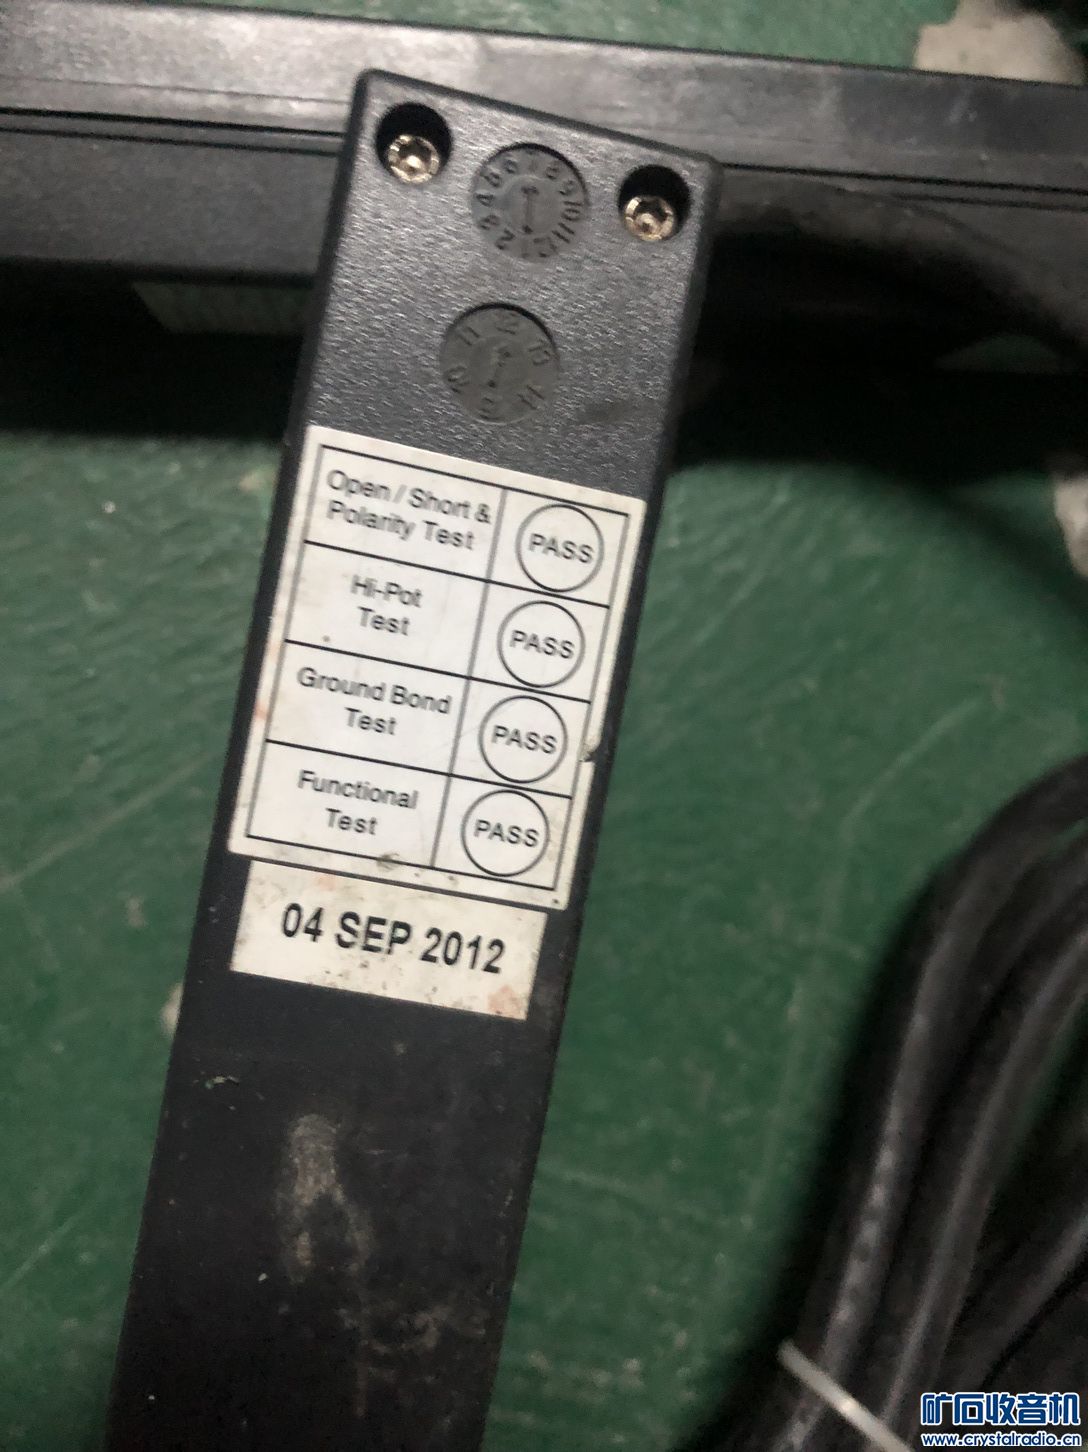 Open / Short &
Polarity Test
PASS
Hi-Pot
Test
PASS
Ground Bond
Test
PASS
Functional
Test
PASS
04 SEP 2012
矿石收音机
www.crystalradio.cn